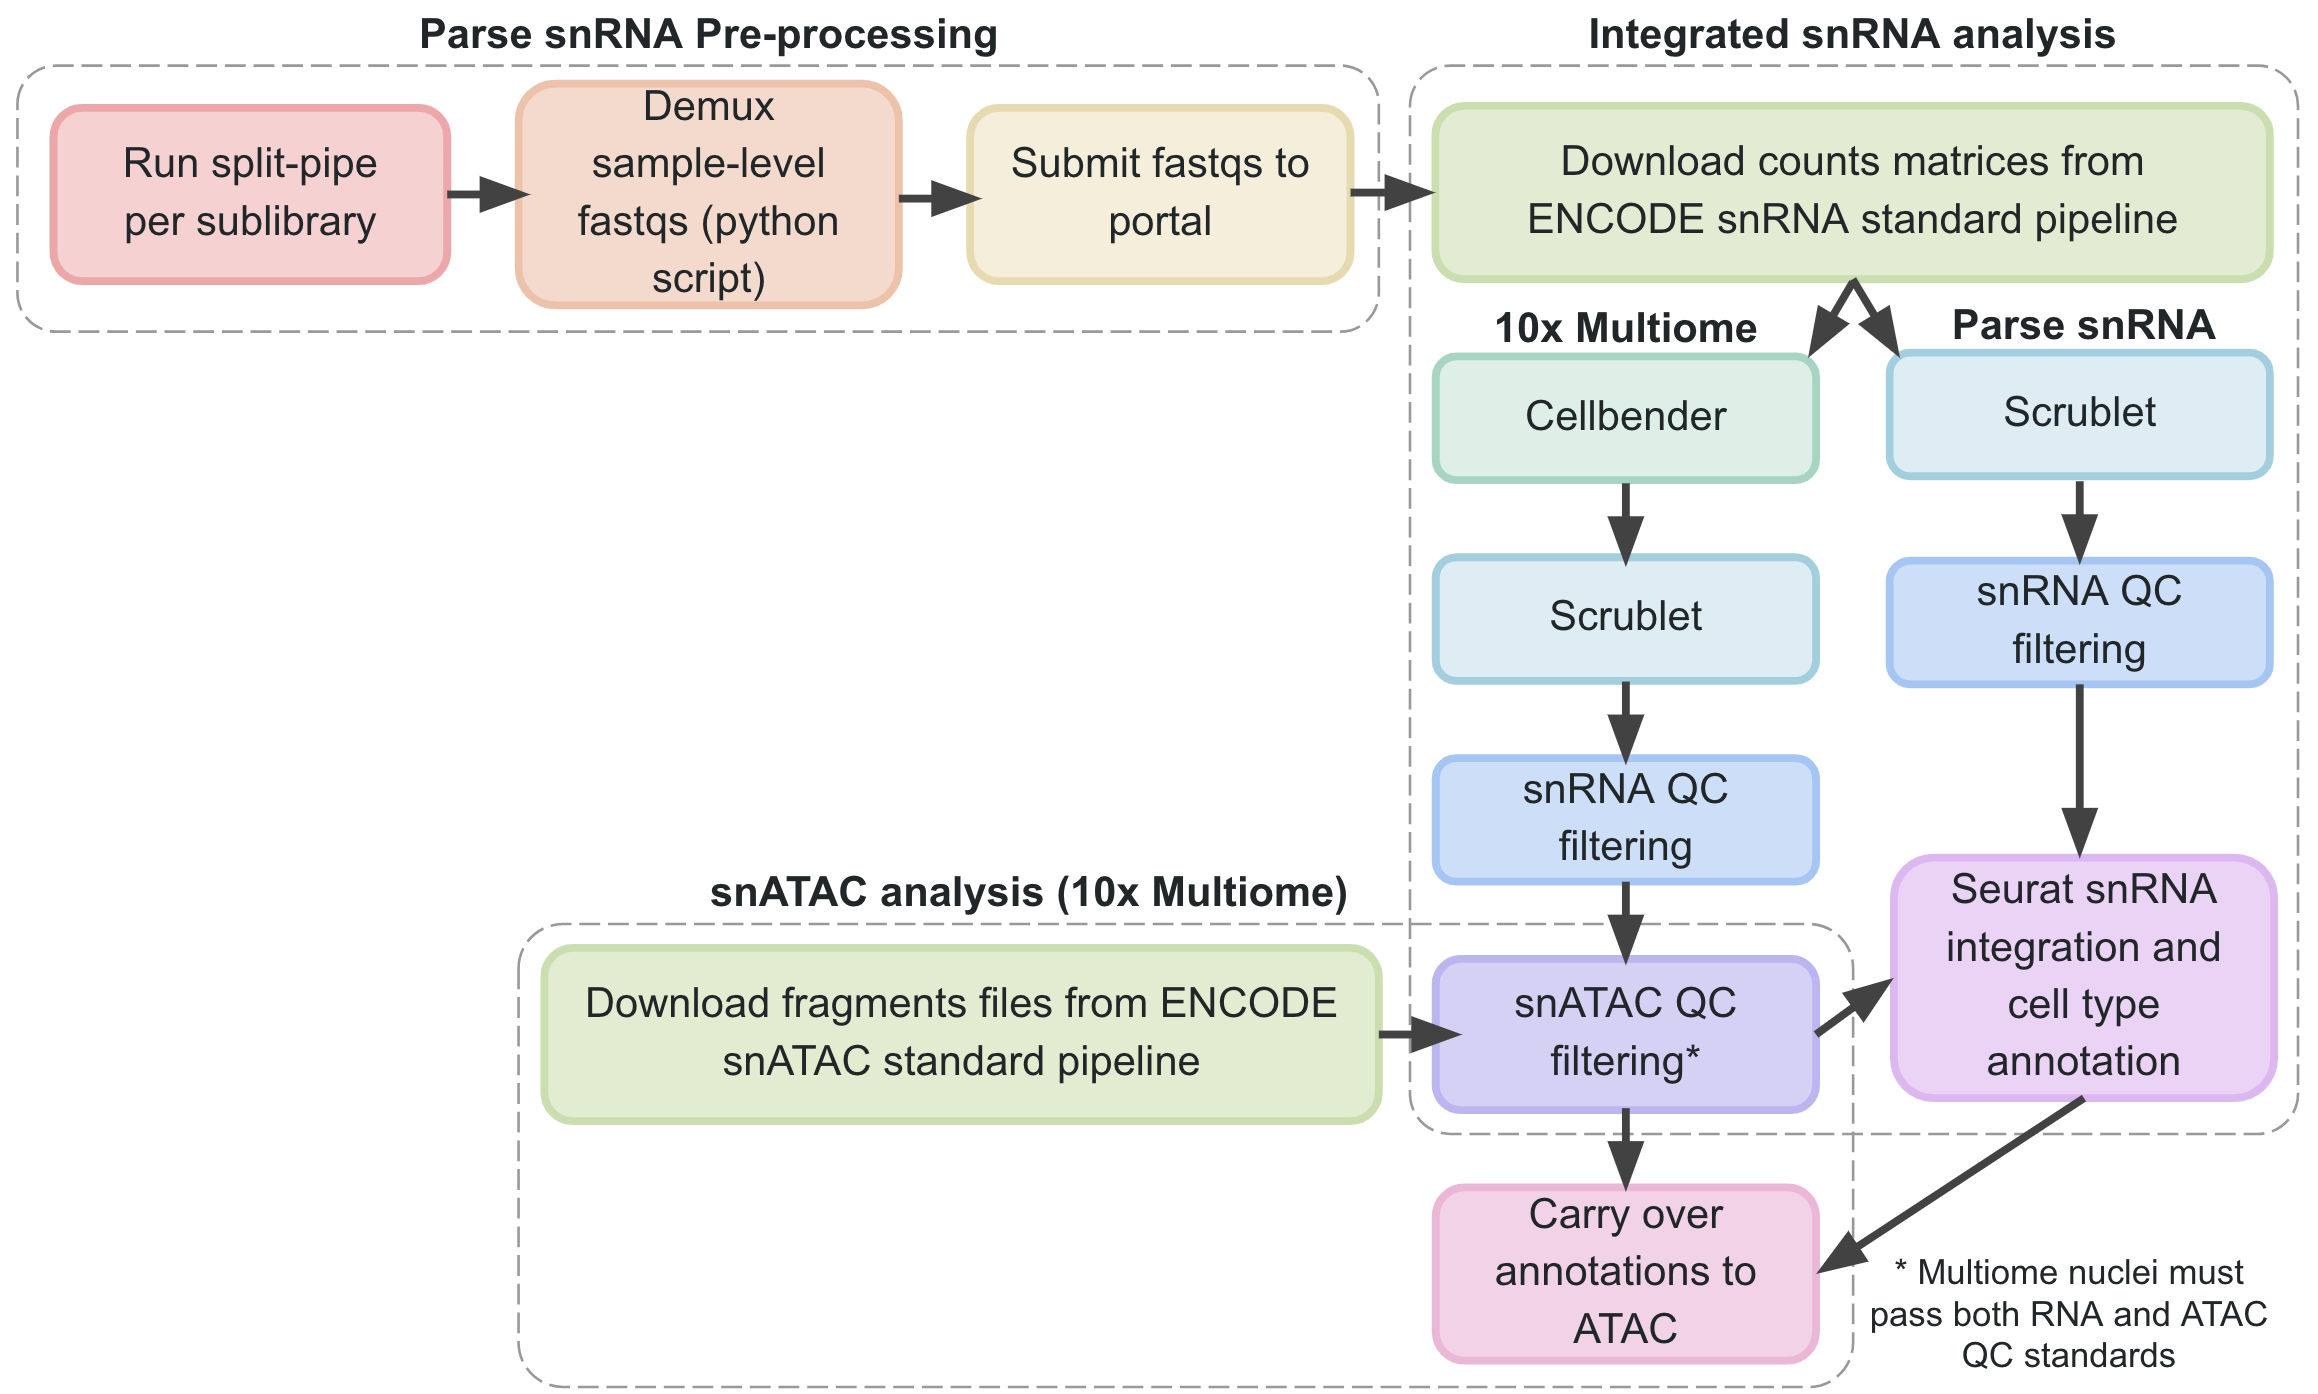 Parse snRNA Pre-processing
Run split-pipe
per sublibrary
Demux
sample-level
fastqs (python
script)
Submit fastqs to
portal
Integrated snRNA analysis
Download counts matrices from
ENCODE snRNA standard pipeline
10x Multiome
Cellbender
Scrublet
snRNA QC
filtering
Parse snRNA
Scrublet
snRNA QC
filtering
Seurat snRNA
integration and
cell type
annotation
snATAC analysis (10x Multiome)
Download fragments files from ENCODE
snATAC standard pipeline
snATAC QC
filtering*
Carry over
annotations to
ATAC
* Multiome nuclei must
pass both RNA and ATAC
QC standards